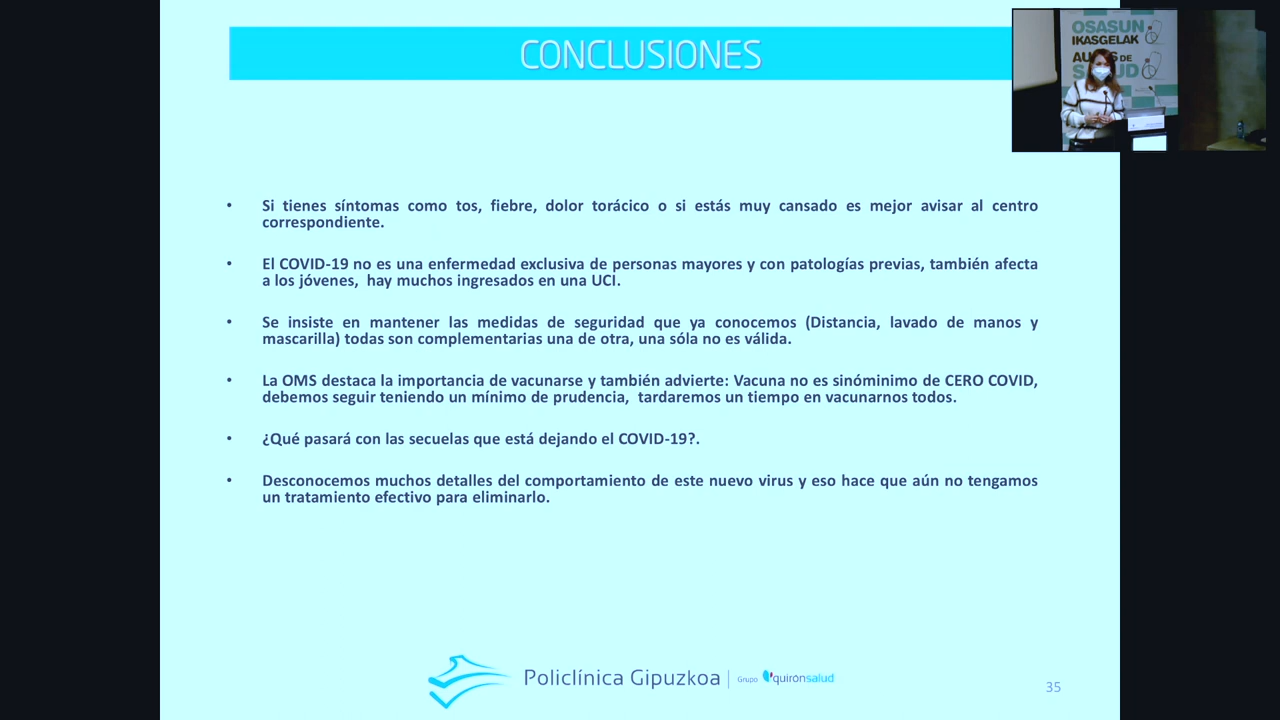 CONCLUSIONES
OSASUN
IKASGELAK
AULAS DE
SALUD
• Si tienes síntomas como tos, fiebre, dolor torácico o si estás muy cansado es mejor avisar al centro
correspondiente.
• El COVID-19 no es una enfermedad exclusiva de personas mayores y con patologías previas, también afecta
a los jóvenes, hay muchos ingresados en una UCI.
• Se insiste en mantener las medidas de seguridad que ya conocemos (Distancia, lavado de manos y
mascarilla) todas son complementarias una de otra, una sóla no es válida.
• La OMS destaca la importancia de vacunarse y también advierte: Vacuna no es sinóminimo de CERO COVID,
debemos seguir teniendo un mínimo de prudencia, tardaremos un tiempo en vacunarnos todos.
• ¿Qué pasará con las secuelas que está dejando el COVID-19?.
• Desconocemos muchos detalles del comportamiento de este nuevo virus y eso hace que aún no tengamos
un tratamiento efectivo para eliminarlo.
Policlínica Gipuzkoa | Grupo quirónsalud
35